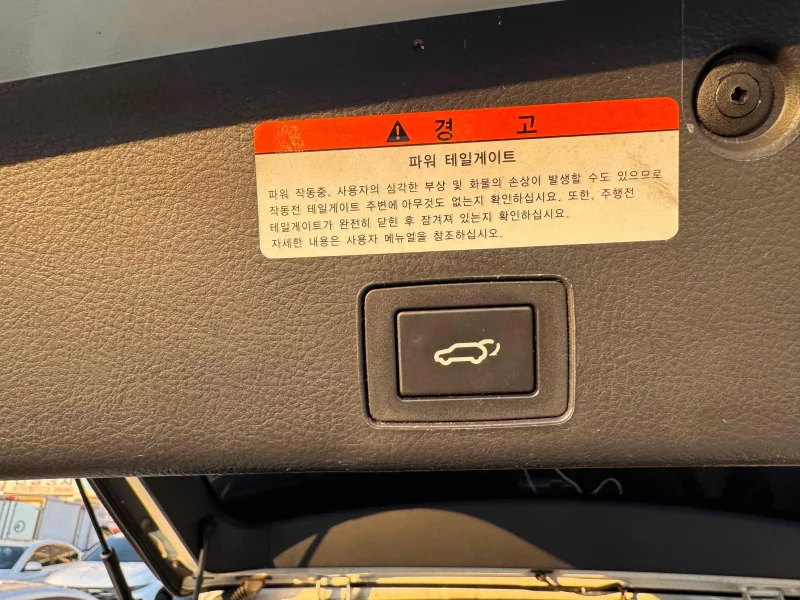 경 고
파워 테일게이트
파워 작동중, 사용자의 심각한 부상 및 화물의 손상이 발생할 수도 있으므로
작동전 테일게이트 주변에 아무것도 없는지 확인하십시요. 또한, 주행전
테일게이트가 완전히 닫힌 후 잠겨져 있는지 확인하십시요.
자세한 내용은 사용자 메뉴얼을 참조하십시오.